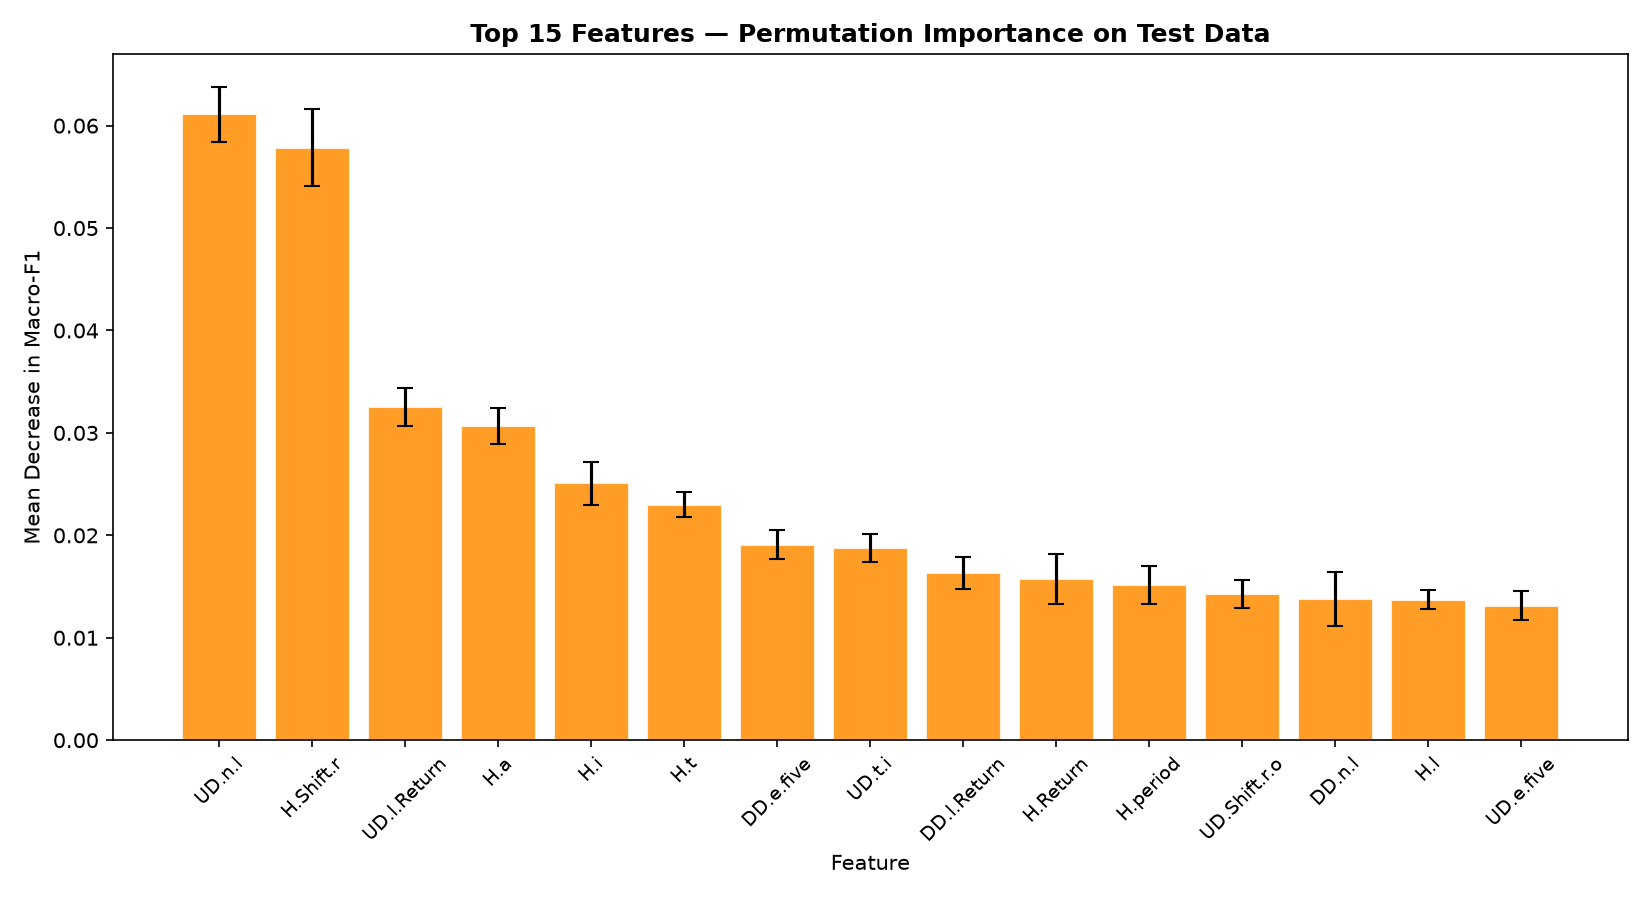 Top 15 Features — Permutation Importance on Test Data
Mean Decrease in Macro-F1
0.06
0.05
0.04
0.03
0.02
0.01
0.00
UD.n.l
H.Shift.r
UD.l.Return
H.a
H.i
H.t
DD.e.five
UD.t.i
DD.l.Return
H.Return
H.period
UD.Shift.r.o
DD.n.l
H.l
UD.e.five
Feature